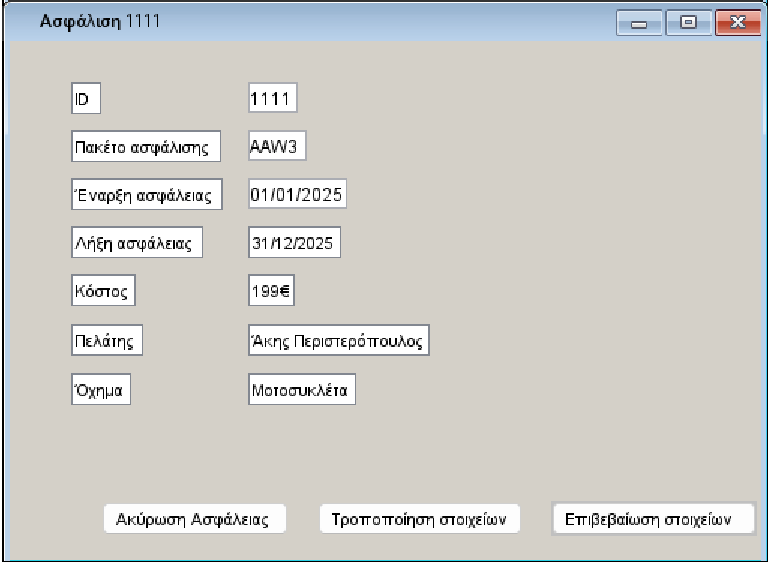 Ασφάλιση 1111
ID 1111
Πακέτο ασφάλισης AAW3
Έναρξη ασφάλειας 01/01/2025
Λήξη ασφάλειας 31/12/2025
Κόστος 199€
Πελάτης Άκης Περιστερόπουλος
Όχημα Μοτοσυκλέτα
Ακύρωση Ασφάλειας Τροπποποίηση στοιχείων Επιβεβαίωση στοιχείων